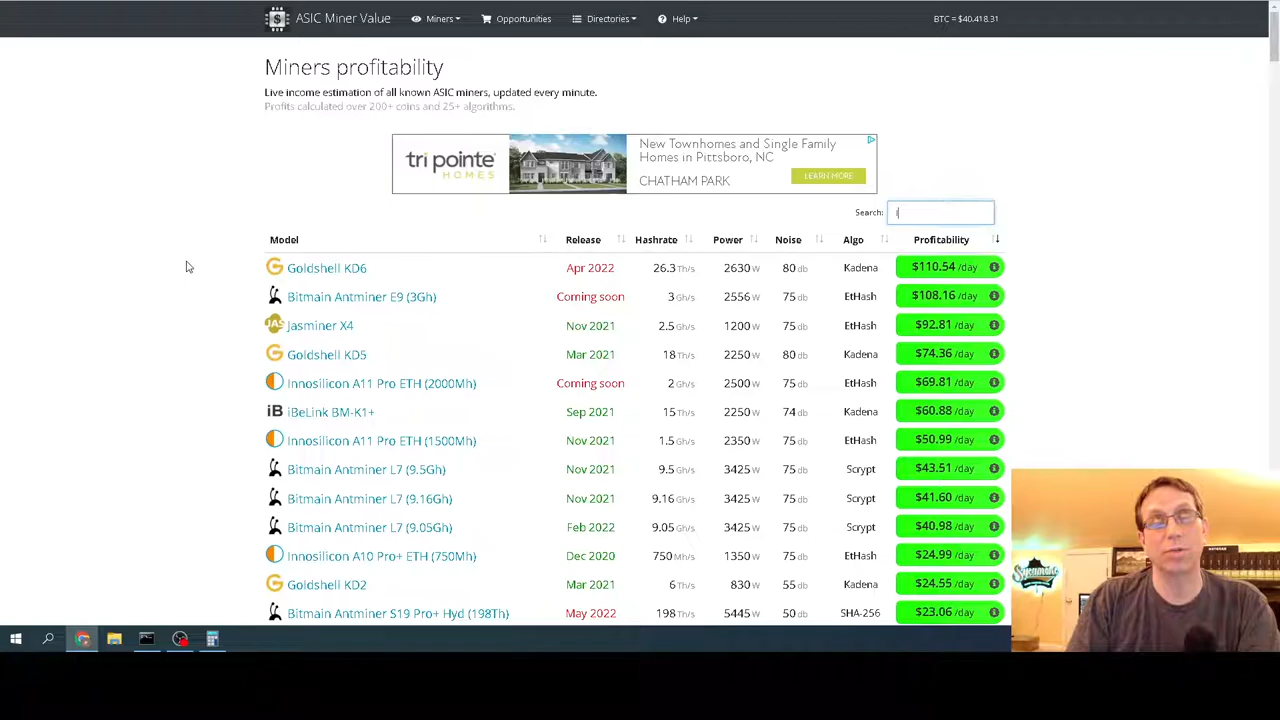 ASIC Miner Value
Miners
Opportunities
Directories
Help
BTC = $40.418.31
Miners profitability
Live income estimation of all known ASIC miners, updated every minute.
Profits calculated over 200+ coins and 25+ algorithms.
tri pointe
HOMES
New Townhomes and Single Family
Homes in Pittsboro, NC
CHATHAM PARK
LEARN MORE
Search: i
Model Release Hashrate Power Noise Algo Profitability
Goldshell KD6 Apr 2022 26.3 Th/s 2630 W 80 db Kadena $110.54 /day
Bitmain Antminer E9 (3Gh) Coming soon 3 Gh/s 2556 W 75 db EtHash $108.16 /day
JAS Jasminer X4 Nov 2021 2.5 Gh/s 1200 W 75 db EtHash $92.81 /day
Goldshell KD5 Mar 2021 18 Th/s 2250 W 80 db Kadena $74.36 /day
Innosilicon A11 Pro ETH (2000Mh) Coming soon 2 Gh/s 2500 W 75 db EtHash $69.81 /day
iB iBeLink BM-K1+ Sep 2021 15 Th/s 2250 W 74 db Kadena $60.88 /day
Innosilicon A11 Pro ETH (1500Mh) Nov 2021 1.5 Gh/s 2350 W 75 db EtHash $50.99 /day
Bitmain Antminer L7 (9.5Gh) Nov 2021 9.5 Gh/s 3425 W 75 db Scrypt $43.51 /day
Bitmain Antminer L7 (9.16Gh) Nov 2021 9.16 Gh/s 3425 W 75 db Scrypt $41.60 /day
Bitmain Antminer L7 (9.05Gh) Feb 2022 9.05 Gh/s 3425 W 75 db Scrypt $40.98 /day
Innosilicon A10 Pro+ ETH (750Mh) Dec 2020 750 Mh/s 1350 W 75 db EtHash $24.99 /day
Goldshell KD2 Mar 2021 6 Th/s 830 W 55 db Kadena $24.55 /day
Bitmain Antminer S19 Pro+ Hyd (198Th) May 2022 198 Th/s 5445 W 50 db SHA-256 $23.06 /day
Sycamore